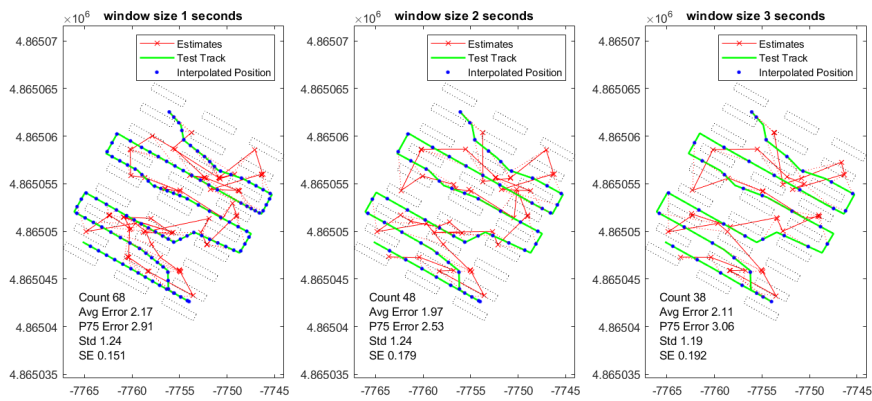 window size 1 seconds
×10^6
4.86507
4.865065
4.86506
4.865055
4.86505
4.865045
4.86504
4.865035
Estimates
Test Track
Interpolated Position
Count 68
Avg Error 2.17
P75 Error 2.91
Std 1.24
SE 0.151
-7765 -7760 -7755 -7750 -7745
window size 2 seconds
×10^6
4.86507
4.865065
4.86506
4.865055
4.86505
4.865045
4.86504
4.865035
Estimates
Test Track
Interpolated Position
Count 48
Avg Error 1.97
P75 Error 2.53
Std 1.24
SE 0.179
-7765 -7760 -7755 -7750 -7745
window size 3 seconds
×10^6
4.86507
4.865065
4.86506
4.865055
4.86505
4.865045
4.86504
4.865035
Estimates
Test Track
Interpolated Position
Count 38
Avg Error 2.11
P75 Error 3.06
Std 1.19
SE 0.192
-7765 -7760 -7755 -7750 -7745